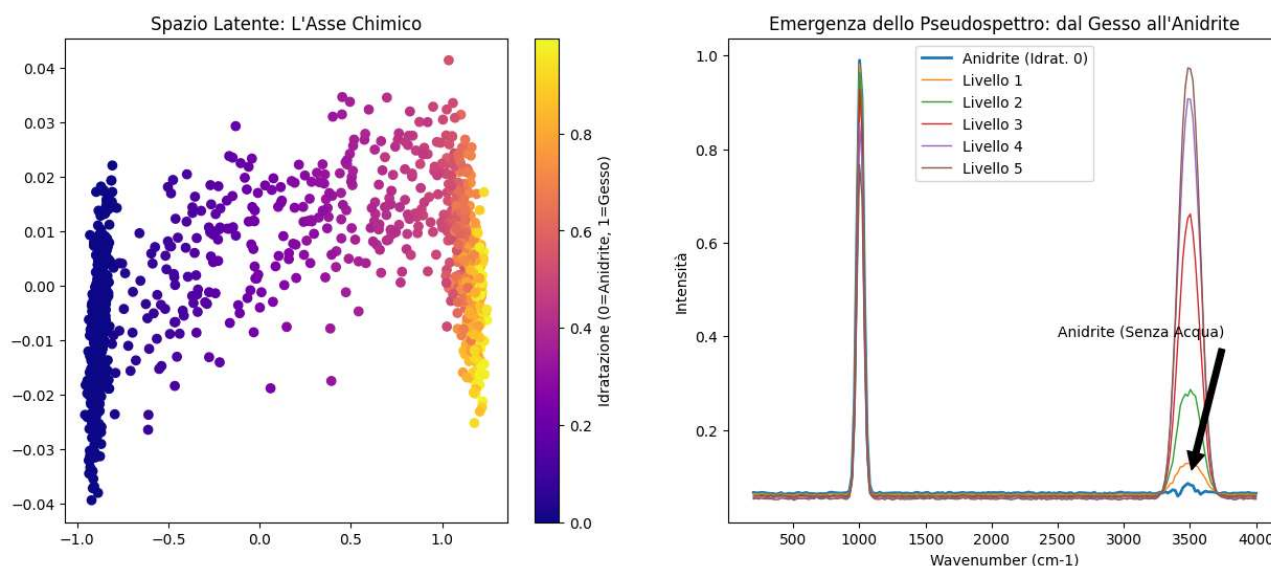 Spazio Latente: L'Asse Chimico
0.04
0.03
0.02
0.01
0.00
−0.01
−0.02
−0.03
−0.04
−1.0
−0.5
0.0
0.5
1.0
0.8
0.6
0.4
0.2
0.0
Idratazione (0=Anidrite, 1=Gesso)
Emergenza dello Pseudospettro: dal Gesso all'Anidrite
Intensità
1.0
0.8
0.6
0.4
0.2
Anidrite (Idrat. 0)
Livello 1
Livello 2
Livello 3
Livello 4
Livello 5
Anidrite (Senza Acqua)
500
1000
1500
2000
2500
3000
3500
4000
Wavenumber (cm-1)